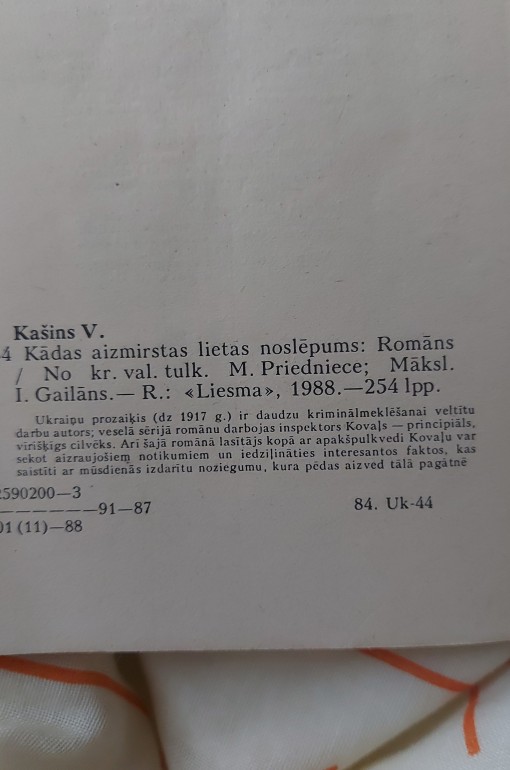 Kašins V.
4 Kādas aizmirstas lietas noslēpums: Romāns
/ No kr. val. tulk. M. Priedniece; Māksl.
I. Gailāns.— R.: «Liesma», 1988.—254 lpp.
Ukraiņu prozaiķis (dz 1917 g.) ir daudzu kriminālmeklēšanai veltītu
darbu autors; veselā sērijā romānu darbojas inspektors Kovaļs — principiāls,
vīrišķīgs cilvēks. Arī šajā romānā lasītājs kopā ar apakšpulkvedi Kovaļu var
sekot aizraujošiem notikumiem un iedziļināties interesantos faktos, kas
saistīti ar mūsdienās izdarītu noziegumu, kura pēdas aizved tālā pagātnē
590200—3
——————91—87
01 (11)—88
84. Uk-44